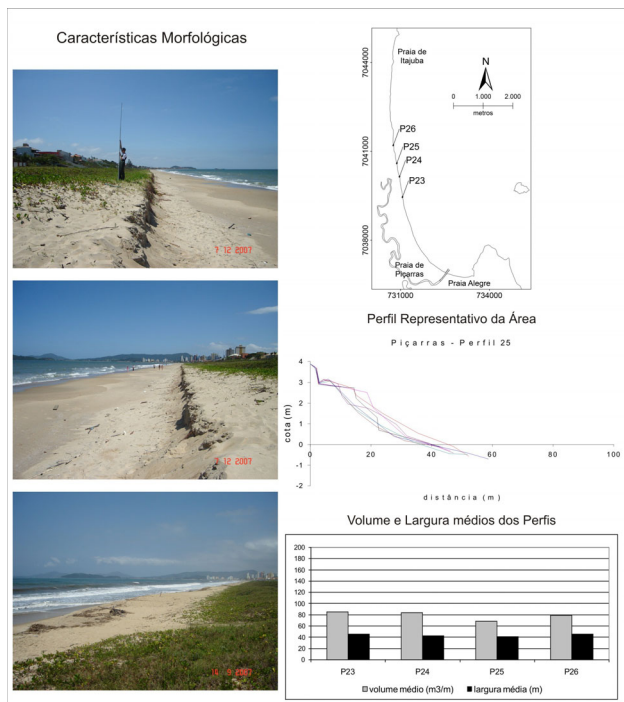 Características Morfológicas
7 12 2007
7 12 2007
Praia de
Itajuba
N
0 1.000 2.000
metros
7044000
7041000
7038000
P26
P25
P24
P23
Praia de
Piçarras
Praia Alegre
731000 734000
Perfil Representativo da Área
Piçarras - Perfil 25
cota (m)
4
3
2
1
0
-1
-2
0 20 40 60 80 100
distância (m)
Volume e Largura médios dos Perfis
200
180
160
140
120
100
80
60
40
20
0
P23 P24 P25 P26
volume médio (m3/m) largura média (m)